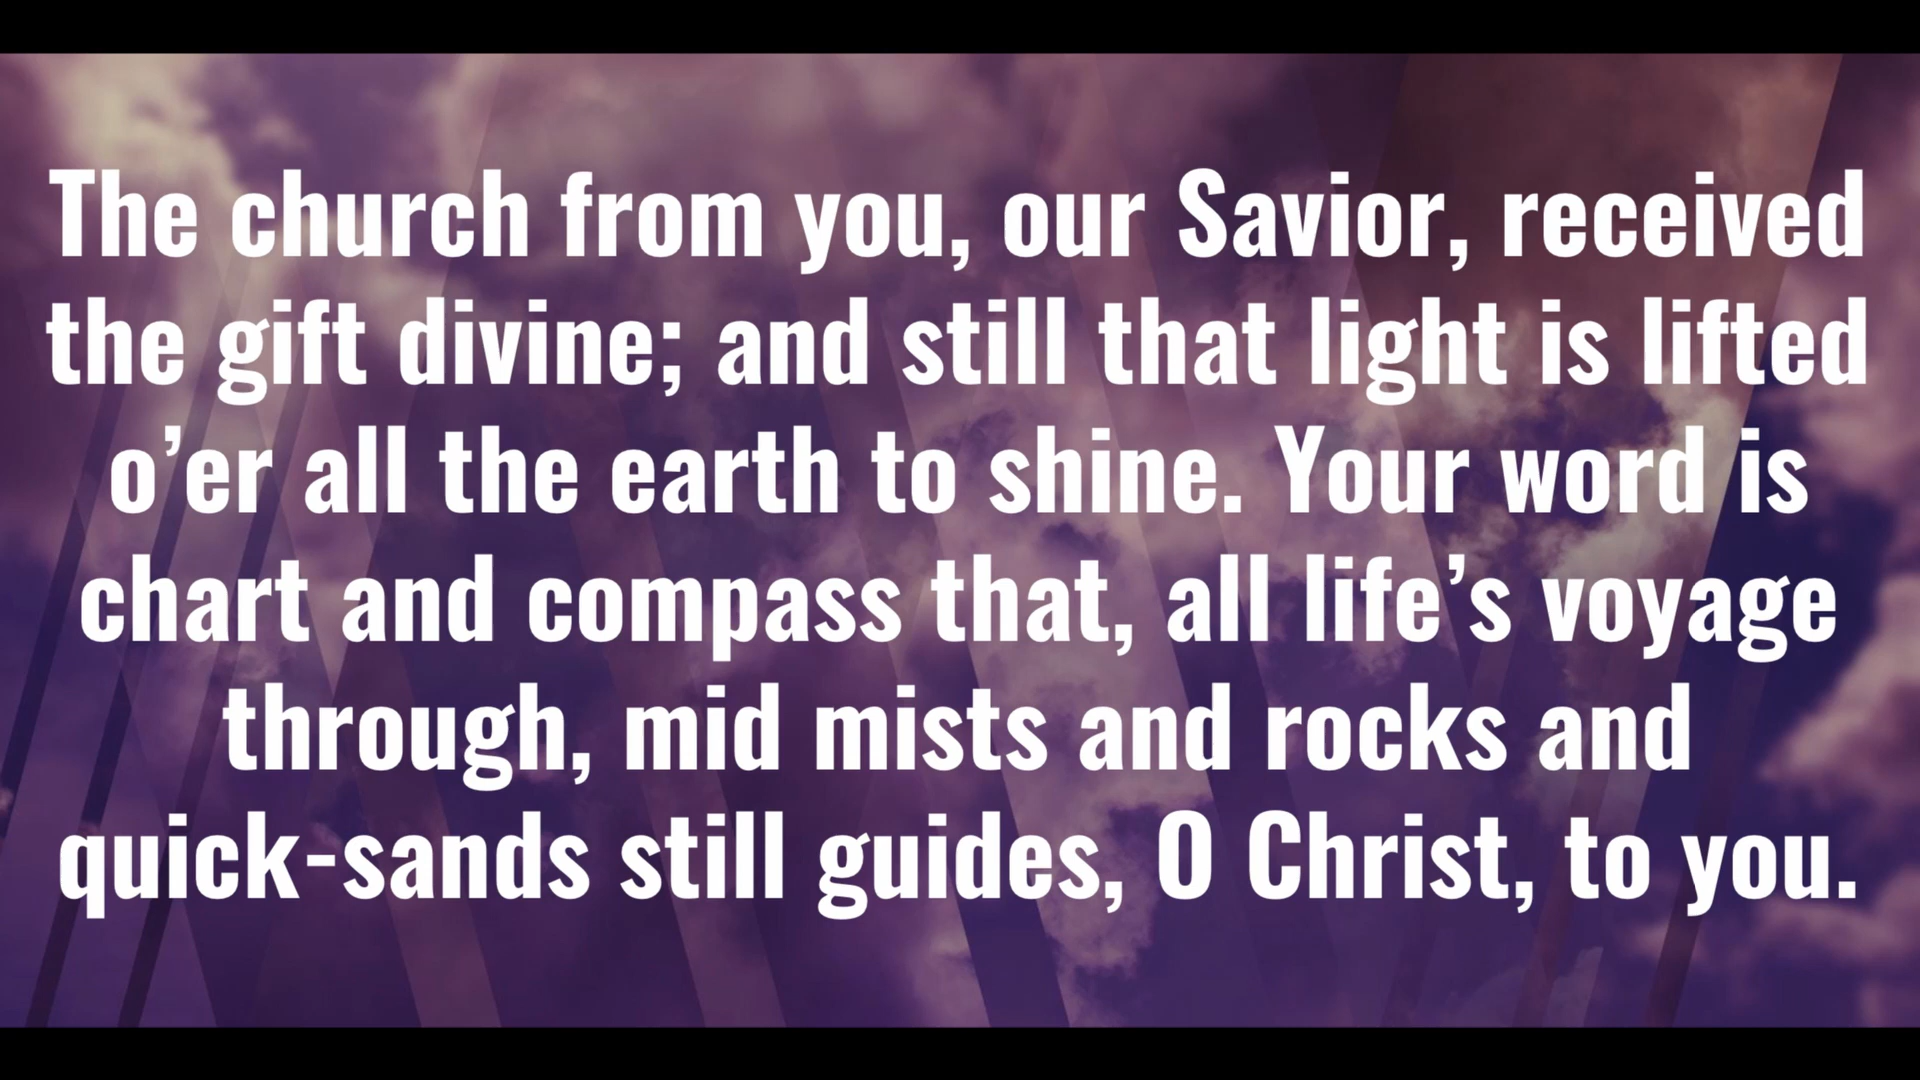 The church from you, our Savior, received
the gift divine; and still that light is lifted
o’er all the earth to shine. Your word is
chart and compass that, all life’s voyage
through, mid mists and rocks and
quick-sands still guides, O Christ, to you.